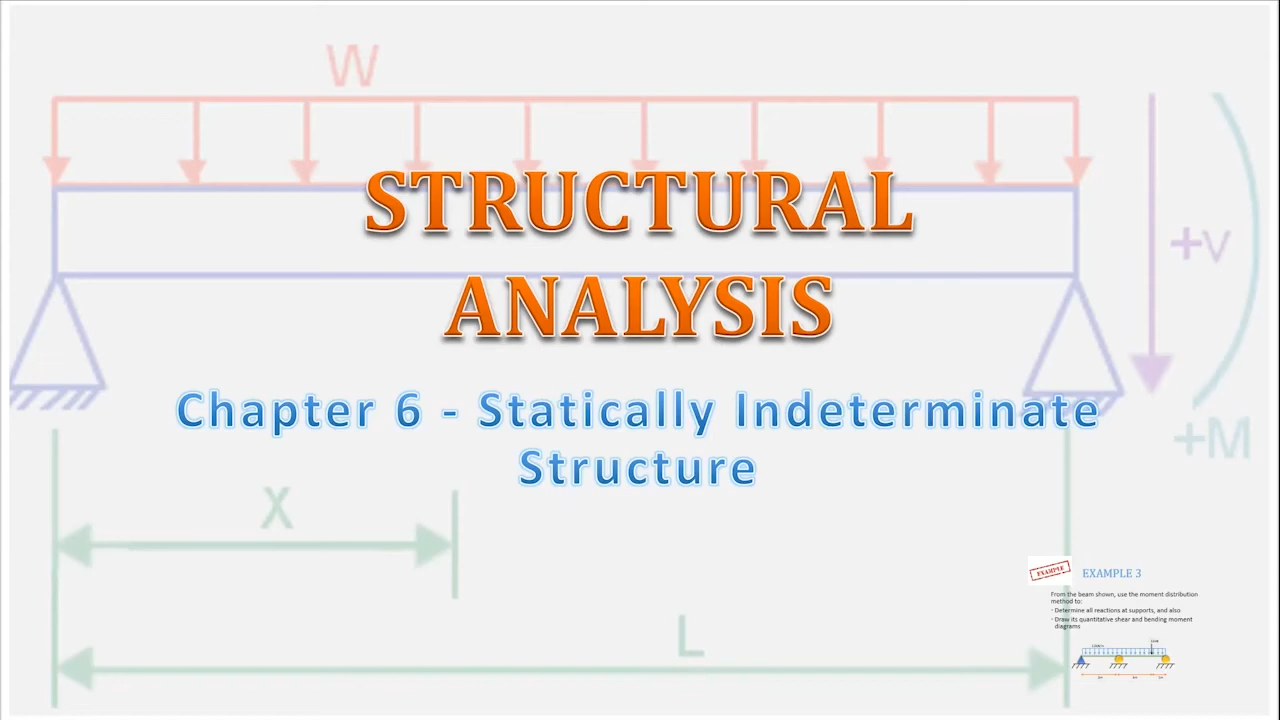 W
STRUCTURAL
ANALYSIS
+V
Chapter 6 - Statically Indeterminate
Structure
+M
X
L
EXAMPLE
EXAMPLE 3
From the beam shown, use the moment distribution
method to:
Determine all reactions at supports, and also
Draw its quantitative shear and bending moment
diagrams